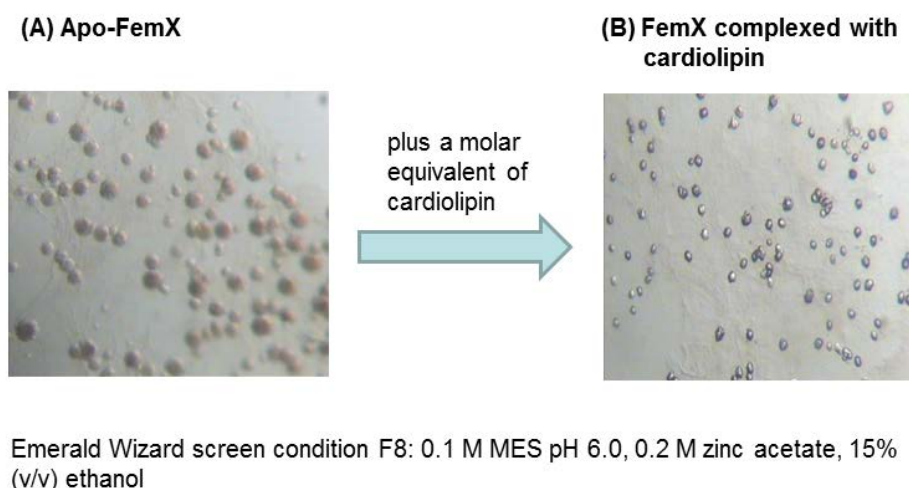 (A) Apo-FemX
(B) FemX complexed with
cardiolipin
plus a molar
equivalent of
cardiolipin
Emerald Wizard screen condition F8: 0.1 M MES pH 6.0, 0.2 M zinc acetate, 15%
(v/v) ethanol